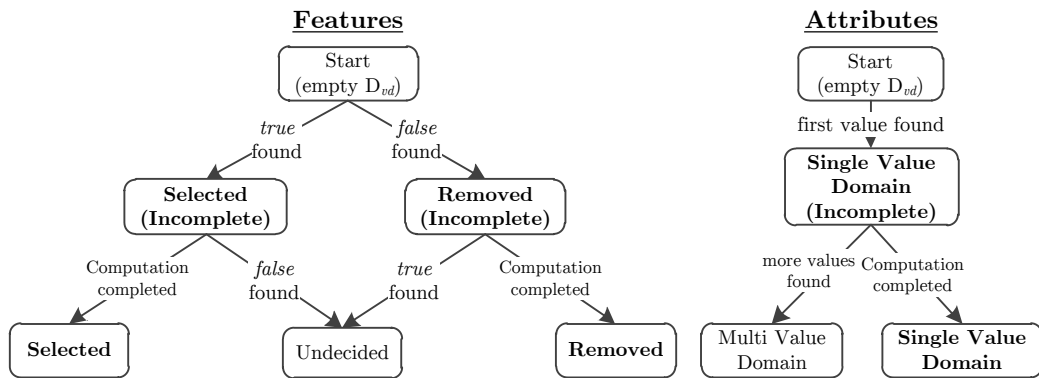 Features
Start
(empty D_vd)
true
found
false
found
Selected
(Incomplete)
Removed
(Incomplete)
Computation
completed
false
found
true
found
Computation
completed
Selected
Undecided
Removed
Attributes
Start
(empty D_vd)
first value found
Single Value
Domain
(Incomplete)
more values
found
Computation
completed
Multi Value
Domain
Single Value
Domain